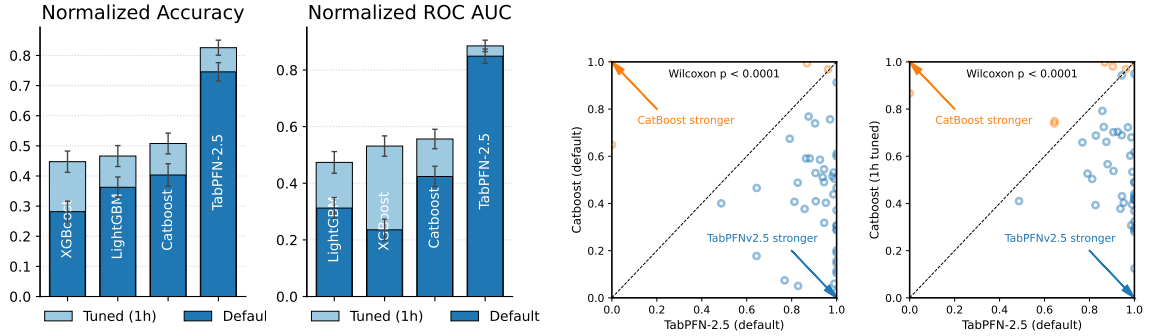 Normalized Accuracy
0.8
0.7
0.6
0.5
0.4
0.3
0.2
0.1
0.0
XGBoost
LightGBM
Catboost
TabPFN-2.5
Tuned (1h)
Defaul
Normalized ROC AUC
0.8
0.6
0.4
0.2
0.0
LightGBM
XGBoost
Catboost
TabPFN-2.5
Tuned (1h)
Default
Catboost (default)
1.0
0.8
0.6
0.4
0.2
0.0
Wilcoxon p < 0.0001
CatBoost stronger
TabPFNv2.5 stronger
0.0 0.2 0.4 0.6 0.8 1.0
TabPFN-2.5 (default)
Catboost (1h tuned)
1.0
0.8
0.6
0.4
0.2
0.0
Wilcoxon p < 0.0001
CatBoost stronger
TabPFNv2.5 stronger
0.0 0.2 0.4 0.6 0.8 1.0
TabPFN-2.5 (default)